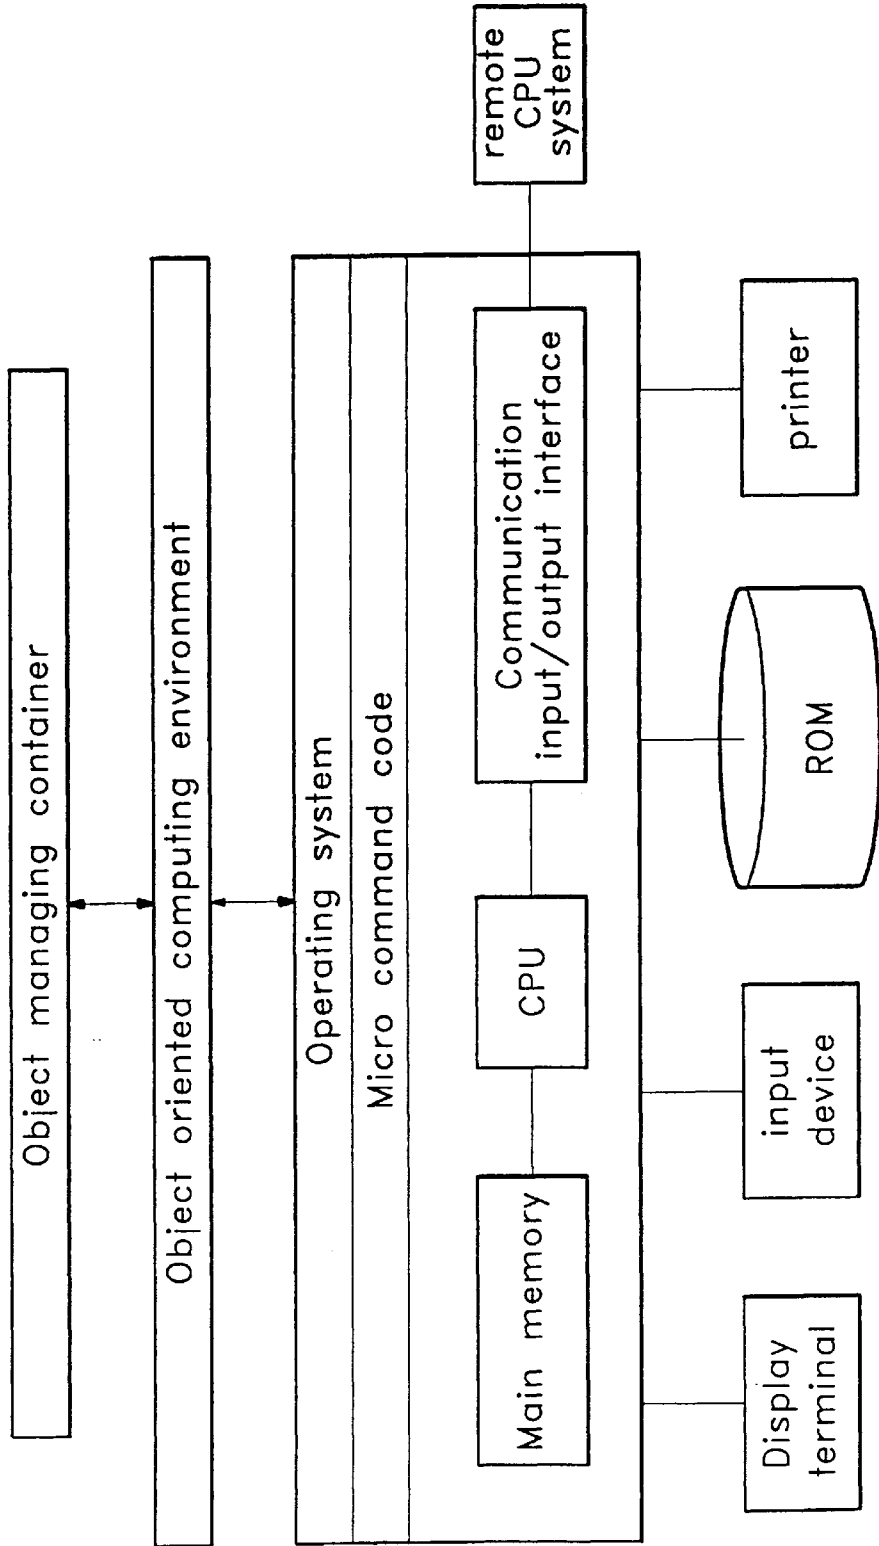 Object managing container
Object oriented computing environment
Operating system
Micro command code
Main memory
CPU
Communication
input/output interface
remote
CPU
system
Display
terminal
input
device
ROM
printer